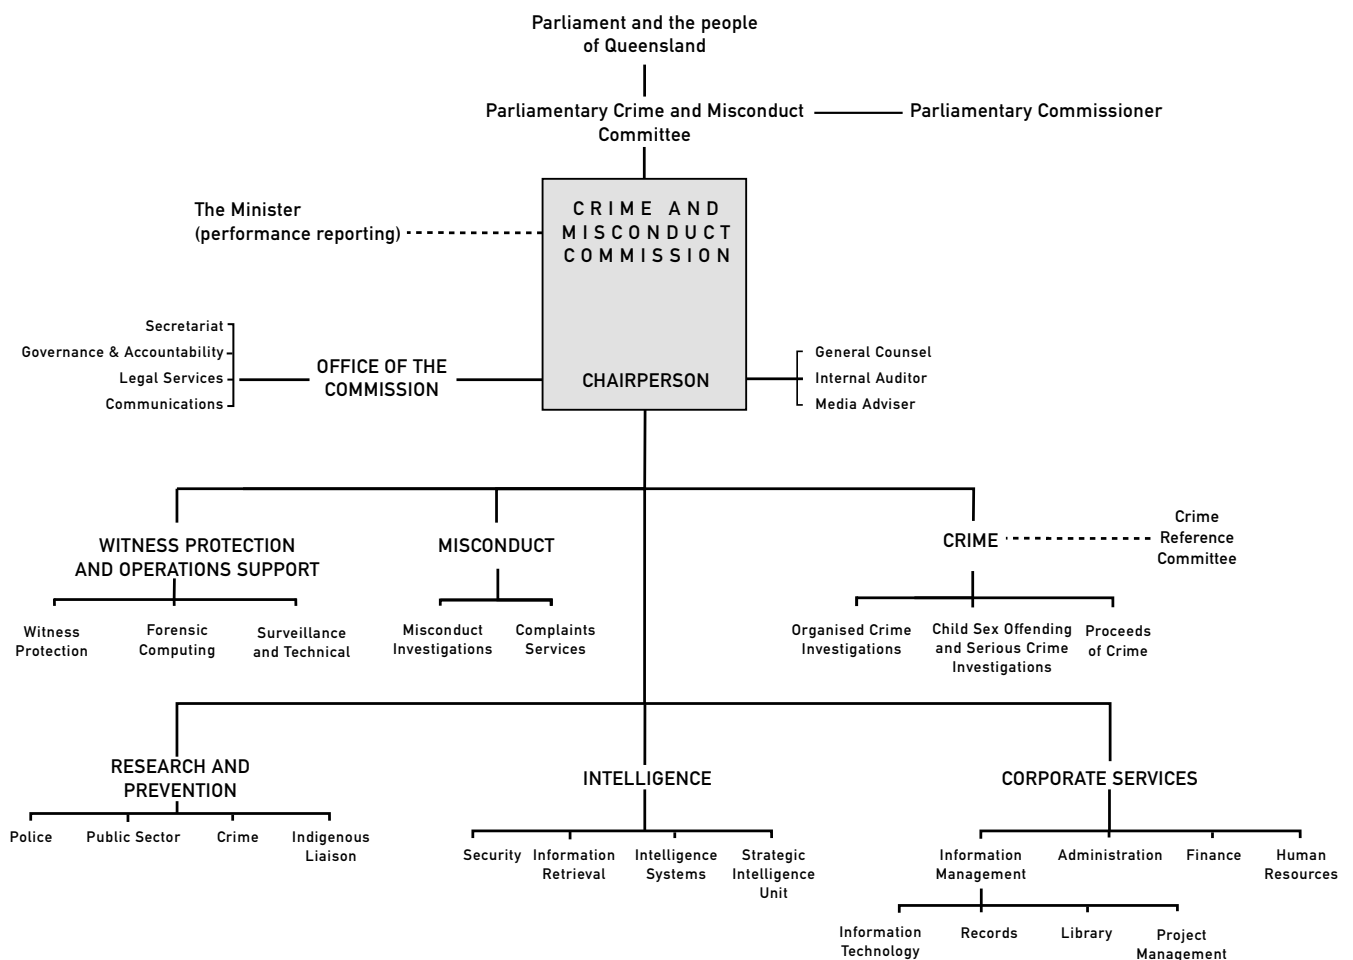 Parliament and the people
of Queensland
Parliamentary Crime and Misconduct
Committee
Parliamentary Commissioner
The Minister
(performance reporting)
CRIME AND
MISCONDUCT
COMMISSION
Secretariat
Governance & Accountability
Legal Services
Communications
OFFICE OF THE
COMMISSION
CHAIRPERSON
General Counsel
Internal Auditor
Media Adviser
WITNESS PROTECTION
AND OPERATIONS SUPPORT
MISCONDUCT
CRIME
Crime
Reference
Committee
Witness
Protection
Forensic
Computing
Surveillance
and Technical
Misconduct
Investigations
Complaints
Services
Organised Crime
Investigations
Child Sex Offending
and Serious Crime
Investigations
Proceeds
of Crime
RESEARCH AND
PREVENTION
INTELLIGENCE
CORPORATE SERVICES
Police
Public Sector
Crime
Indigenous
Liaison
Security
Information
Retrieval
Intelligence
Systems
Strategic
Intelligence
Unit
Information
Management
Administration
Finance
Human
Resources
Information
Technology
Records
Library
Project
Management